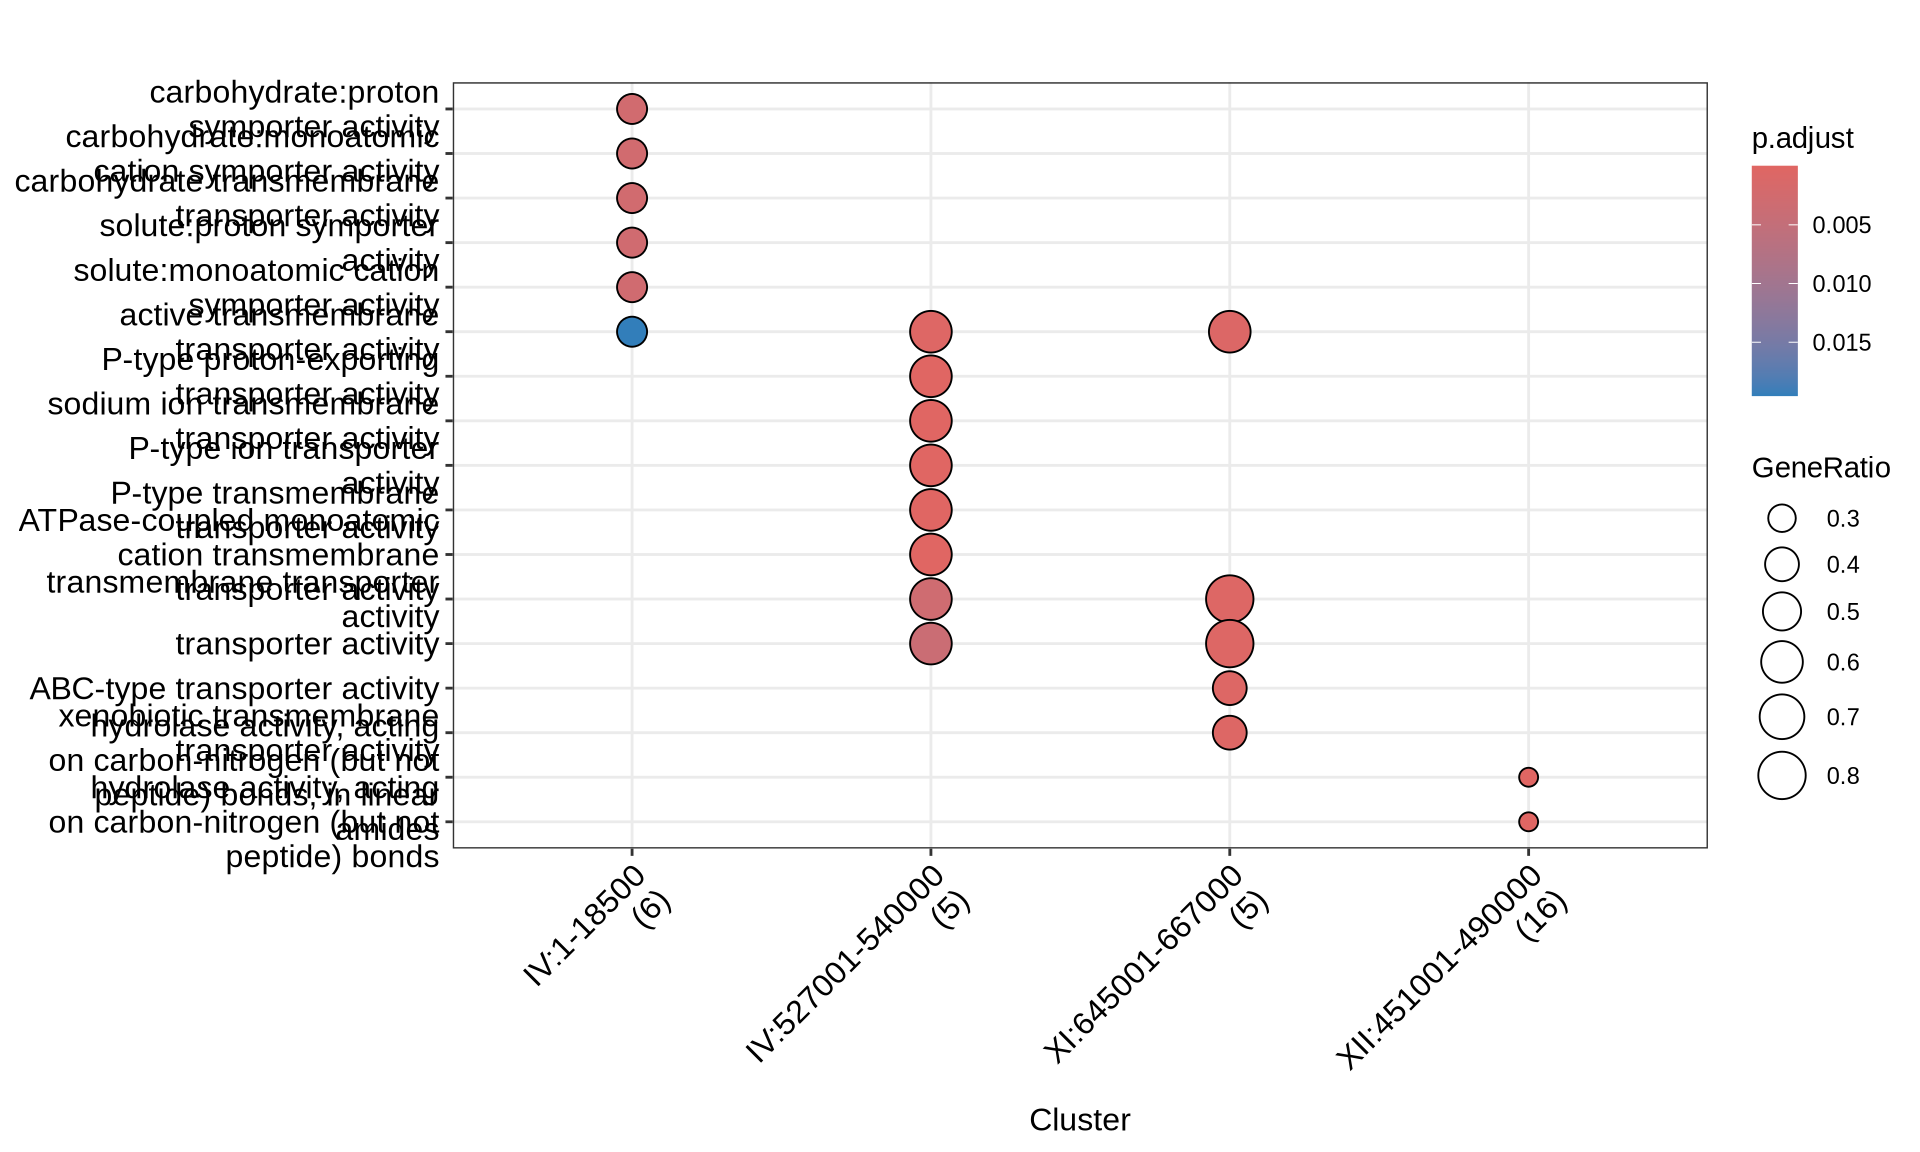 carbohydrate:proton
symporter activity
carbohydrate:monoatomic
cation symporter activity
carbohydrate transmembrane
transporter activity
solute:proton symporter
activity
solute:monoatomic cation
symporter activity
active transmembrane
transporter activity
P-type proton-exporting
transporter activity
sodium ion transmembrane
transporter activity
P-type ion transporter
activity
P-type transmembrane
transporter activity
ATPase-coupled monoatomic
cation transmembrane
transporter activity
transmembrane transporter
activity
transporter activity
ABC-type transporter activity
xenobiotic transmembrane
transporter activity
hydrolase activity, acting
on carbon-nitrogen (but not
peptide) bonds, in linear
amides
hydrolase activity, acting
on carbon-nitrogen (but not
peptide) bonds
IV:1-18500
(6)
IV:527001-540000
(5)
XI:645001-667000
(5)
XII:451001-490000
(16)
Cluster
p.adjust
0.005
0.010
0.015
GeneRatio
0.3
0.4
0.5
0.6
0.7
0.8